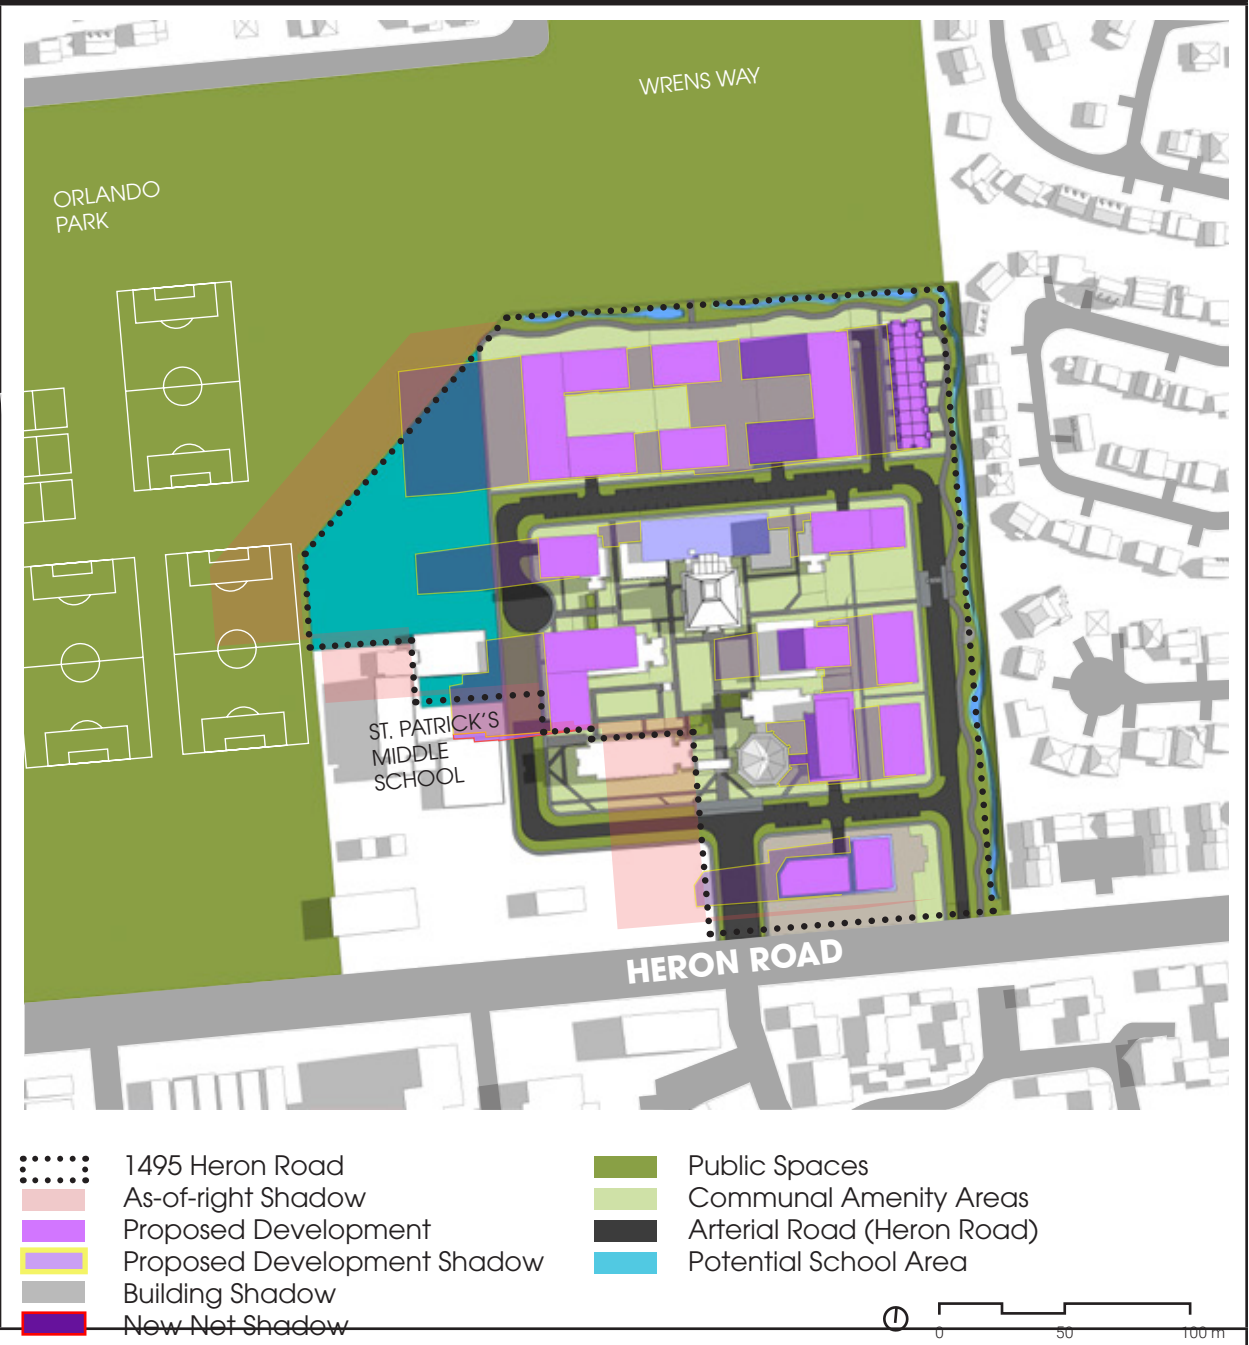 WRENS WAY
ORLANDO
PARK
ST. PATRICK'S
MIDDLE
SCHOOL
HERON ROAD
1495 Heron Road
As-of-right Shadow
Proposed Development
Proposed Development Shadow
Building Shadow
New Net Shadow
Public Spaces
Communal Amenity Areas
Arterial Road (Heron Road)
Potential School Area
0 50 100 m